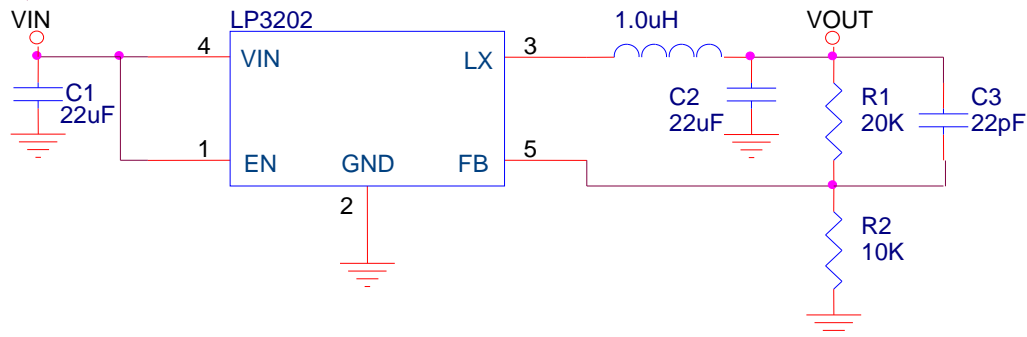 VIN
LP3202
1.0uH
VOUT
4
VIN
LX
3
C1
22uF
C2
22uF
R1
20K
C3
22pF
1
EN
GND
FB
5
2
R2
10K